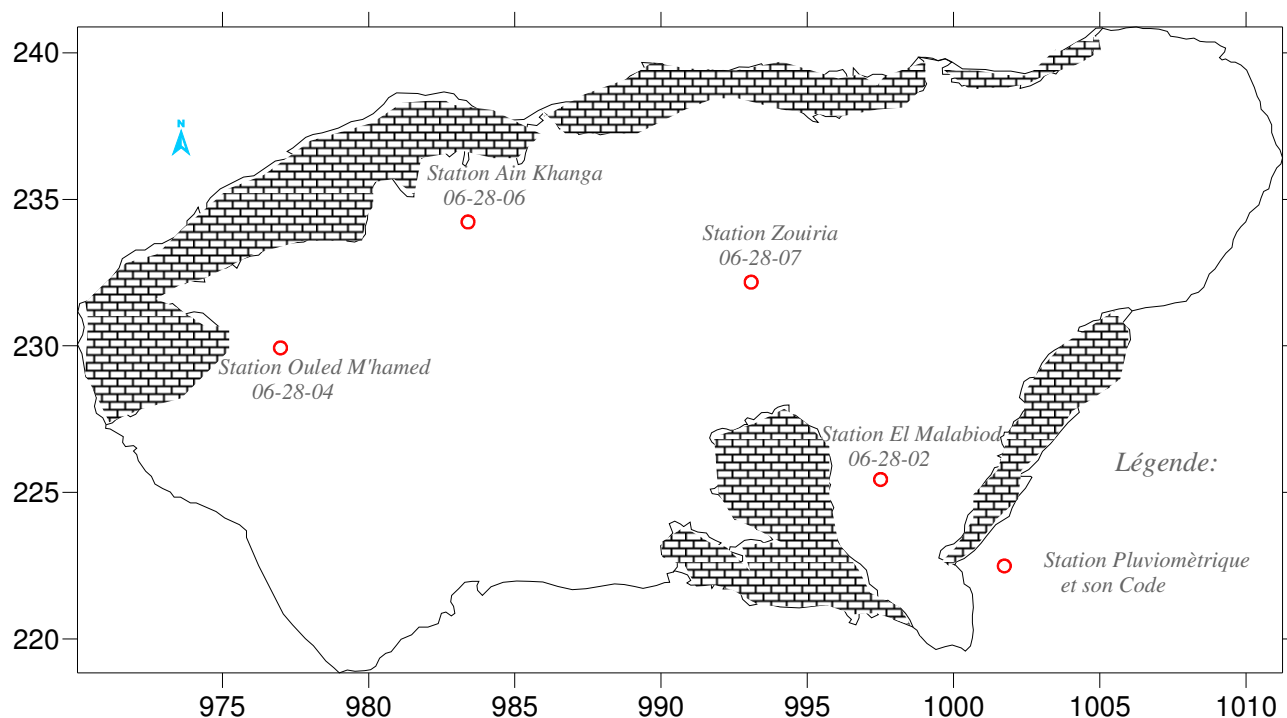 240
N
Station Ain Khanga
06-28-06
235
Station Zouiria
06-28-07
230
Station Ouled M'hamed
06-28-04
Station El Malabiod
06-28-02
Légende:
225
Station Pluviomètrique
et son Code
220
975 980 985 990 995 1000 1005 1010